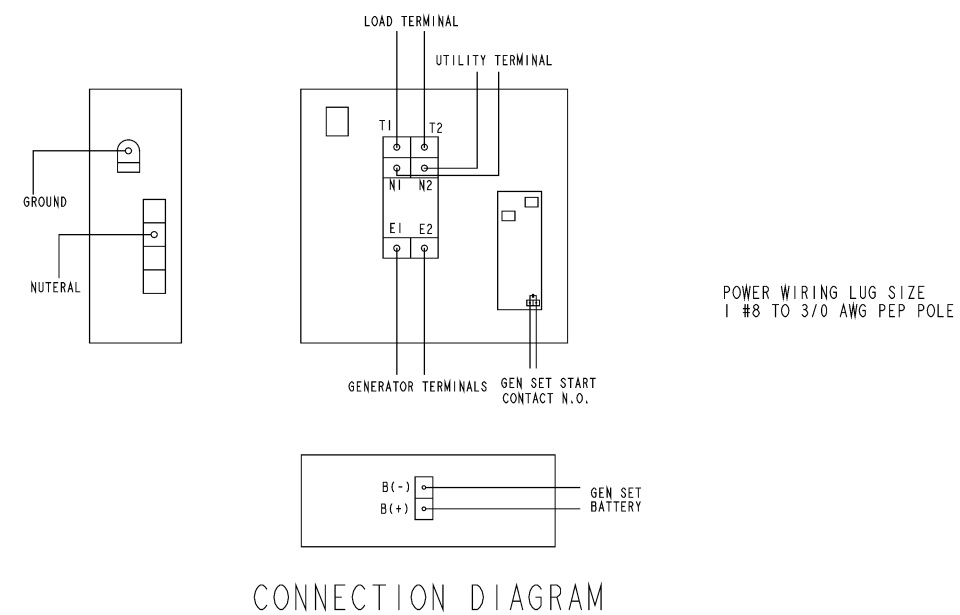 LOAD TERMINAL
UTILITY TERMINAL
T1 T2
N1 N2
GROUND
E1 E2
NUTERAL
POWER WIRING LUG SIZE
1 #8 TO 3/0 AWG PEP POLE
GENERATOR TERMINALS
GEN SET START
CONTACT N.O.
B(-)
B(+)
GEN SET
BATTERY
CONNECTION DIAGRAM